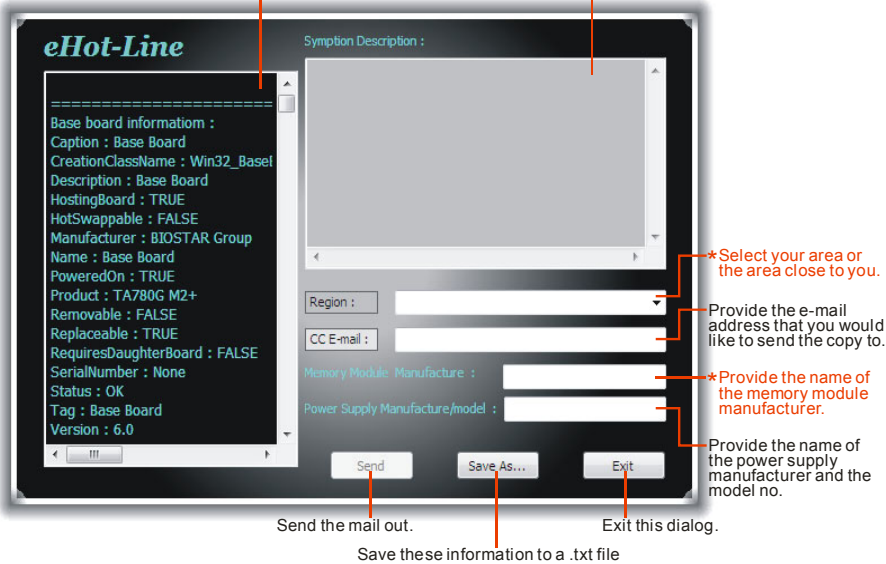 eHot-Line
Symption Description :
=======================
Base board informatiom :
Caption : Base Board
CreationClassName : Win32_BaseB
Description : Base Board
HostingBoard : TRUE
HotSwappable : FALSE
Manufacturer : BIOSTAR Group
Name : Base Board
PoweredOn : TRUE
Product : TA780G M2+
Removable : FALSE
Replaceable : TRUE
RequiresDaughterBoard : FALSE
SerialNumber : None
Status : OK
Tag : Base Board
Version : 6.0
Region :
CC E-mail :
Memory Module Manufacture :
Power Supply Manufacture/model :
Send
Save As...
Exit
*Select your area or
the area close to you.
Provide the e-mail
address that you would
like to send the copy to.
*Provide the name of
the memory module
manufacturer.
Provide the name of
the power supply
manufacturer and the
model no.
Send the mail out.
Exit this dialog.
Save these information to a .txt file